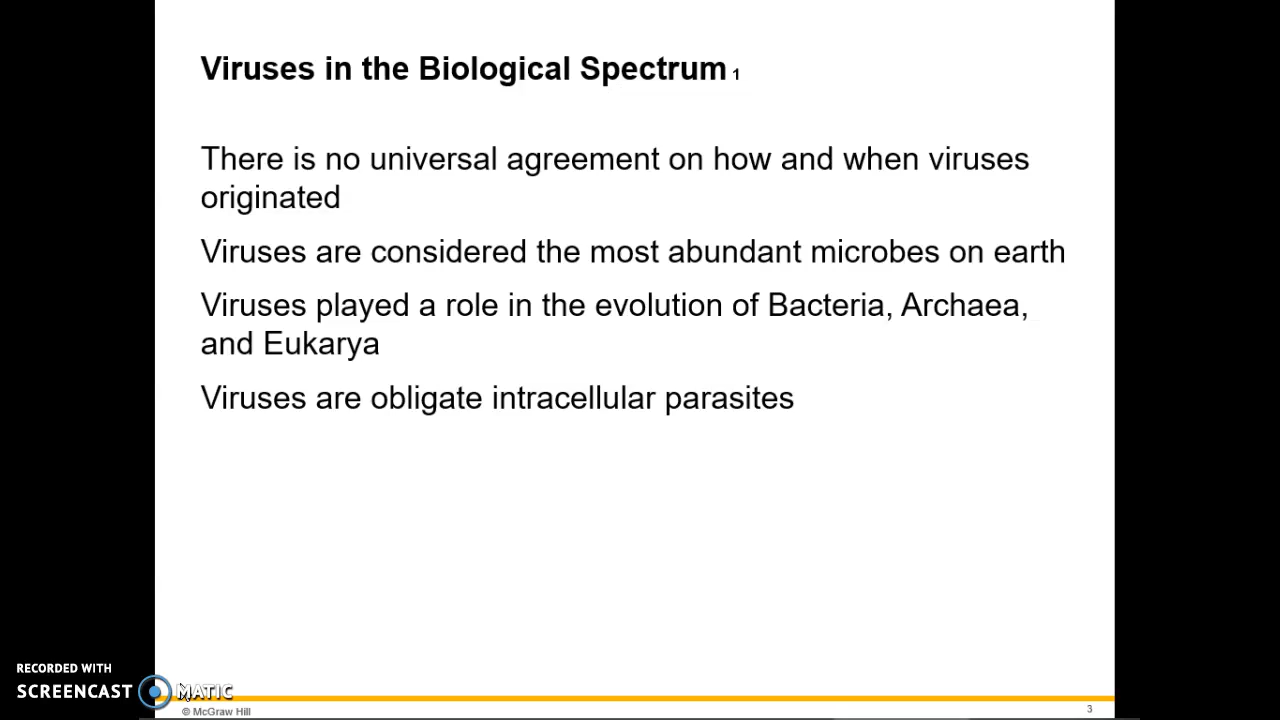 Viruses in the Biological Spectrum 1
There is no universal agreement on how and when viruses
originated
Viruses are considered the most abundant microbes on earth
Viruses played a role in the evolution of Bacteria, Archaea,
and Eukarya
Viruses are obligate intracellular parasites
RECORDED WITH
SCREENCAST MATIC
© McGraw Hill
3